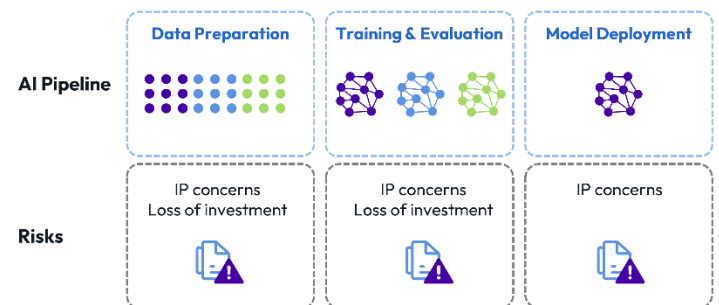 Data Preparation
Training & Evaluation
Model Deployment
AI Pipeline
IP concerns
Loss of investment
IP concerns
Loss of investment
IP concerns
Risks